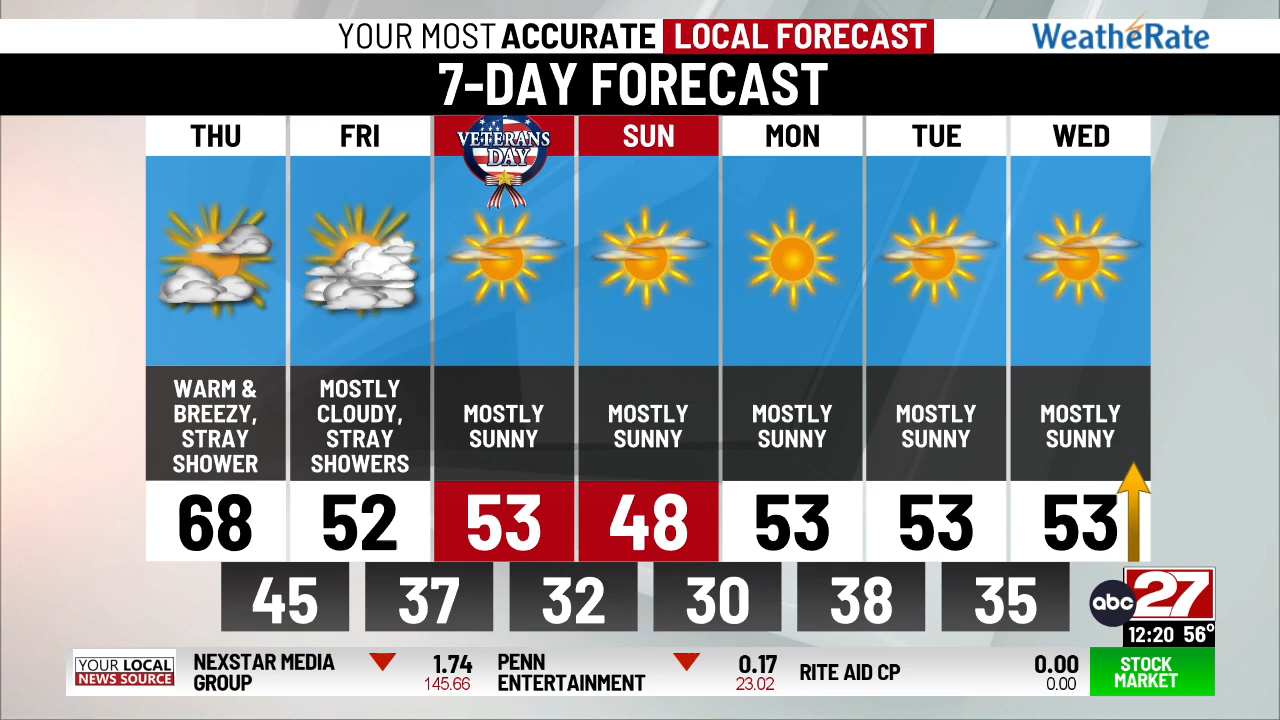 YOUR MOST ACCURATE LOCAL FORECAST
WeatheRate
7-DAY FORECAST
THU
FRI
VETERANS
DAY
SUN
MON
TUE
WED
WARM &
BREEZY,
STRAY
SHOWER
MOSTLY
CLOUDY,
STRAY
SHOWERS
MOSTLY
SUNNY
MOSTLY
SUNNY
MOSTLY
SUNNY
MOSTLY
SUNNY
MOSTLY
SUNNY
68
52
53
48
53
53
53
45
37
32
30
38
35
abc 27
12:20 56°
YOUR LOCAL
NEWS SOURCE
NEXSTAR MEDIA
GROUP
1.74
145.66
PENN
ENTERTAINMENT
0.17
23.02
RITE AID CP
0.00
0.00
STOCK
MARKET